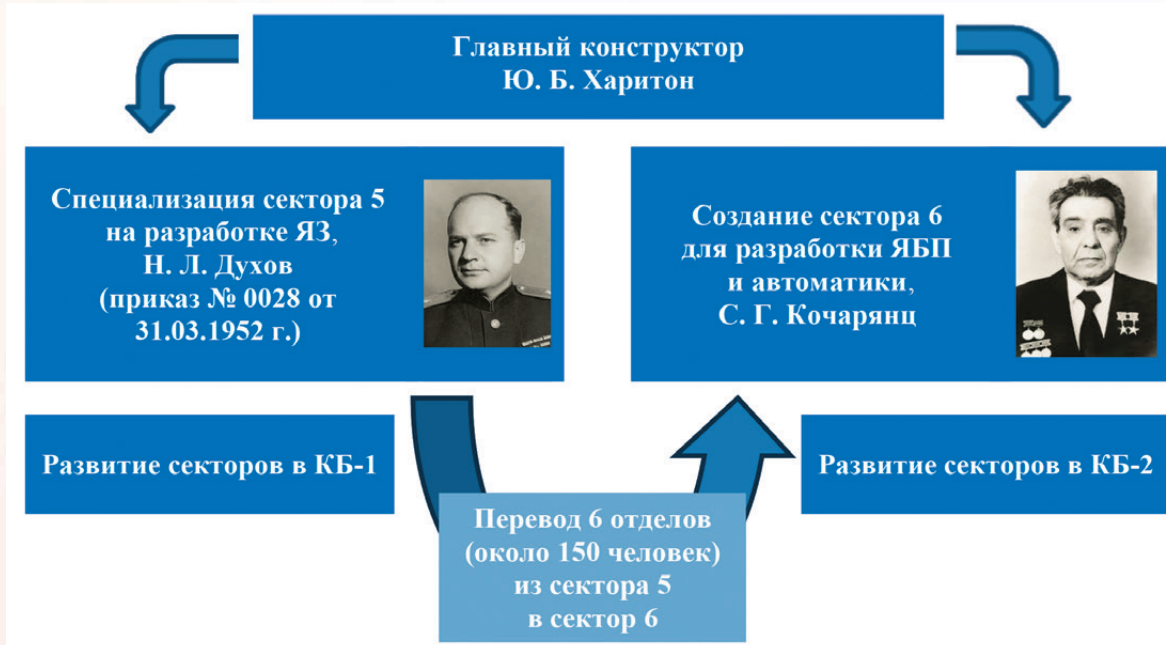 Главный конструктор
Ю. Б. Харитон
Специализация сектора 5
на разработке ЯЗ,
Н. Л. Духов
(приказ № 0028 от
31.03.1952 г.)
Создание сектора 6
для разработки ЯБП
и автоматики,
С. Г. Кочарянц
Развитие секторов в КБ-1
Развитие секторов в КБ-2
Перевод 6 отделов
(около 150 человек)
из сектора 5
в сектор 6